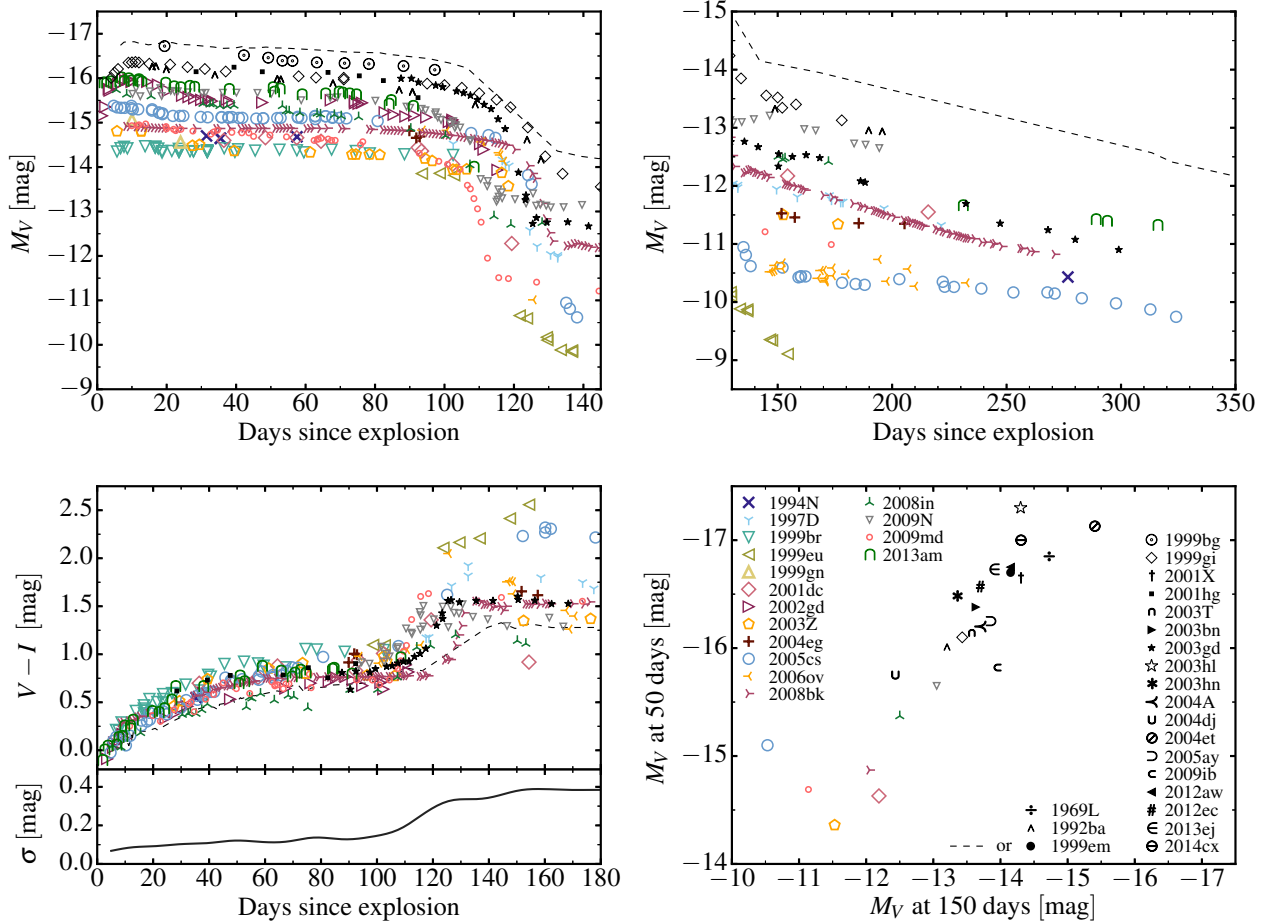 −17
−16
−15
−14
−13
−12
−11
−10
−9
M_V [mag]
0 20 40 60 80 100 120 140
Days since explosion
−15
−14
−13
−12
−11
−10
−9
M_V [mag]
150 200 250 300 350
Days since explosion
2.5
2.0
1.5
1.0
0.5
0.0
V − I [mag]
0.4
0.2
0.0
σ [mag]
0 20 40 60 80 100 120 140 160 180
Days since explosion
−17
−16
−15
−14
M_V at 50 days [mag]
1994N
1997D
1999br
1999eu
1999gn
2001dc
2002gd
2003Z
2004eg
2005cs
2006ov
2008bk
2008in
2009N
2009md
2013am
1969L
1992ba
or 1999em
1999bg
1999gi
2001X
2001hg
2003T
2003bn
2003gd
2003hl
2003hn
2004A
2004dj
2004et
2005ay
2009ib
2012aw
2012ec
2013ej
2014cx
−10 −11 −12 −13 −14 −15 −16 −17
M_V at 150 days [mag]